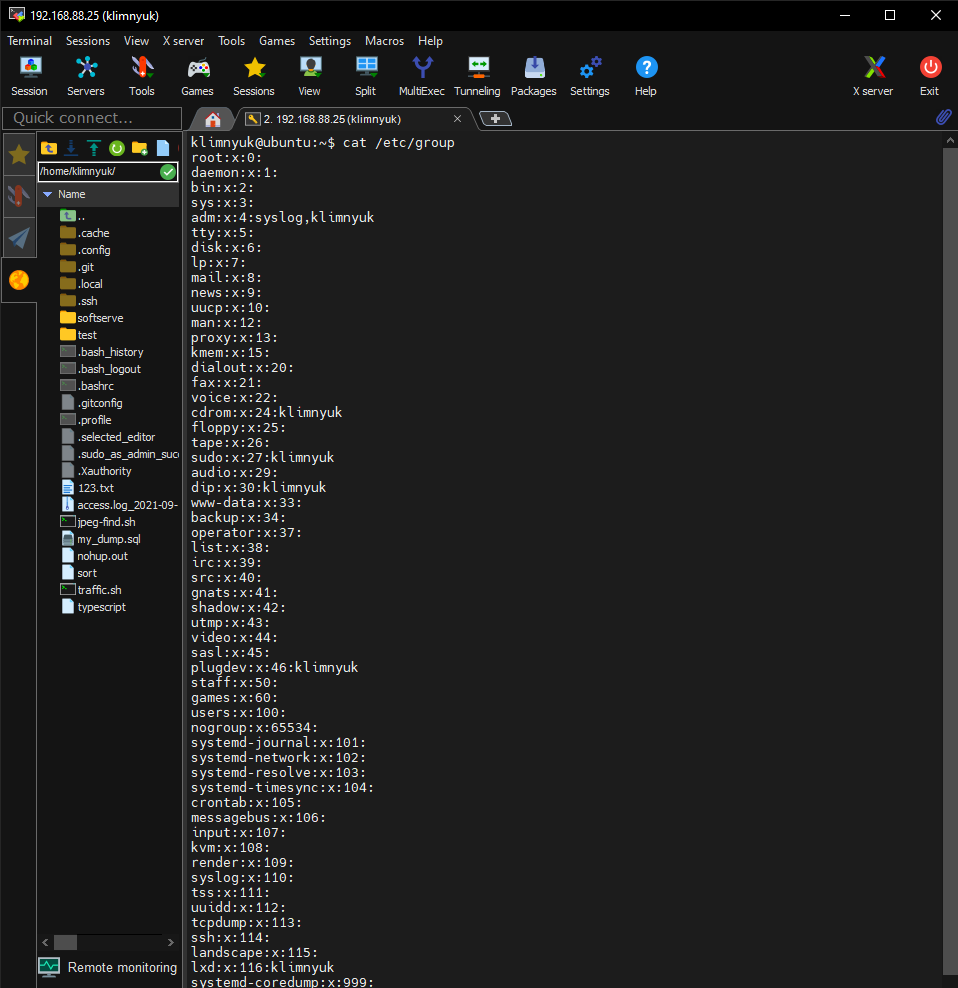 192.168.88.25 (klimnyuk)
Terminal Sessions View X server Tools Games Settings Macros Help
Session Servers Tools Games Sessions View Split MultiExec Tunneling Packages Settings Help X server Exit
Quick connect...
2. 192.168.88.25 (klimnyuk)
/home/klimnyuk/
Name
..
.cache
.config
.git
.local
.ssh
softserve
test
.bash_history
.bash_logout
.bashrc
.gitconfig
.profile
.selected_editor
.sudo_as_admin_succ
.Xauthority
123.txt
access.log_2021-09-
jpeg-find.sh
my_dump.sql
nohup.out
sort
traffic.sh
typescript
Remote monitoring
klimnyuk@ubuntu:~$ cat /etc/group
root:x:0:
daemon:x:1:
bin:x:2:
sys:x:3:
adm:x:4:syslog,klimnyuk
tty:x:5:
disk:x:6:
lp:x:7:
mail:x:8:
news:x:9:
uucp:x:10:
man:x:12:
proxy:x:13:
kmem:x:15:
dialout:x:20:
fax:x:21:
voice:x:22:
cdrom:x:24:klimnyuk
floppy:x:25:
tape:x:26:
sudo:x:27:klimnyuk
audio:x:29:
dip:x:30:klimnyuk
www-data:x:33:
backup:x:34:
operator:x:37:
list:x:38:
irc:x:39:
src:x:40:
gnats:x:41:
shadow:x:42:
utmp:x:43:
video:x:44:
sasl:x:45:
plugdev:x:46:klimnyuk
staff:x:50:
games:x:60:
users:x:100:
nogroup:x:65534:
systemd-journal:x:101:
systemd-network:x:102:
systemd-resolve:x:103:
systemd-timesync:x:104:
crontab:x:105:
messagebus:x:106:
input:x:107:
kvm:x:108:
render:x:109:
syslog:x:110:
tss:x:111:
uuidd:x:112:
tcpdump:x:113:
ssh:x:114:
landscape:x:115:
lxd:x:116:klimnyuk
systemd-coredump:x:999: